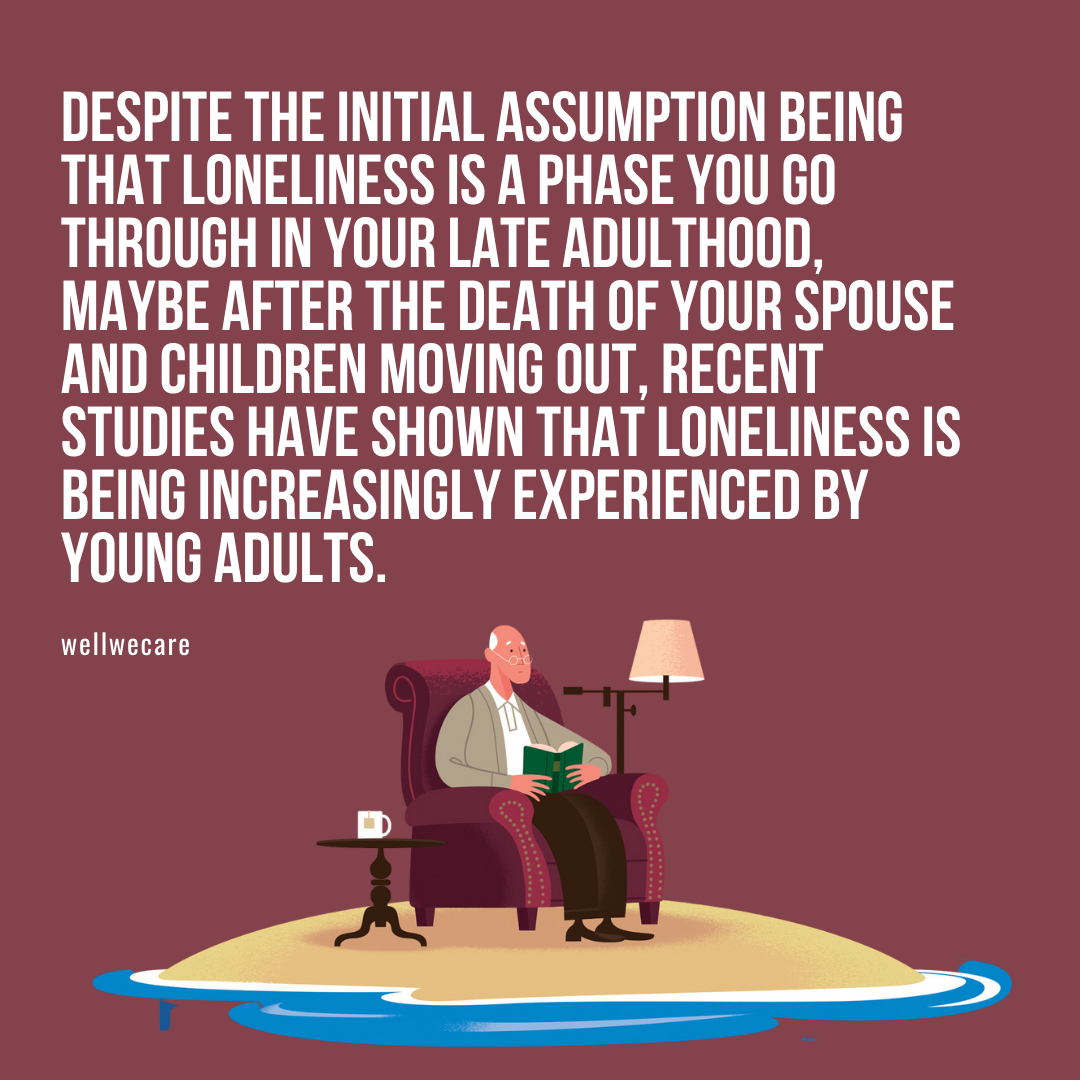 DESPITE THE INITIAL ASSUMPTION BEING
THAT LONELINESS IS A PHASE YOU GO
THROUGH IN YOUR LATE ADULTHOOD,
MAYBE AFTER THE DEATH OF YOUR SPOUSE
AND CHILDREN MOVING OUT, RECENT
STUDIES HAVE SHOWN THAT LONELINESS IS
BEING INCREASINGLY EXPERIENCED BY
YOUNG ADULTS.
wellwecare